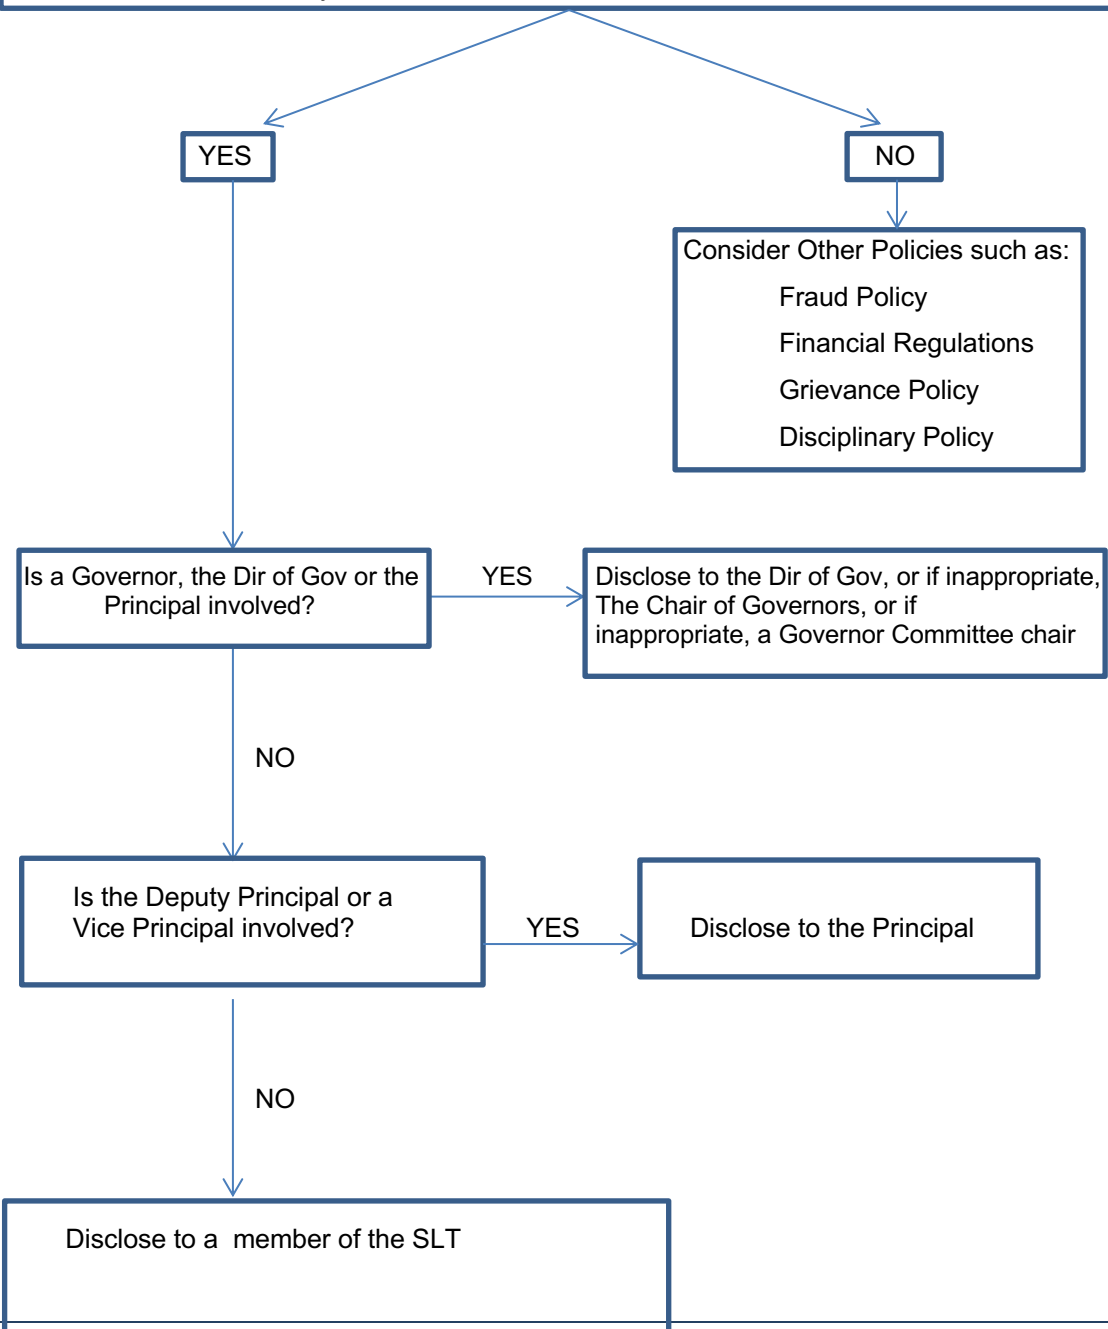 YES
NO
Consider Other Policies such as:
Fraud Policy
Financial Regulations
Grievance Policy
Disciplinary Policy
Is a Governor, the Dir of Gov or the
Principal involved?
YES
Disclose to the Dir of Gov, or if inappropriate,
The Chair of Governors, or if
inappropriate, a Governor Committee chair
NO
Is the Deputy Principal or a
Vice Principal involved?
YES
Disclose to the Principal
NO
Disclose to a member of the SLT